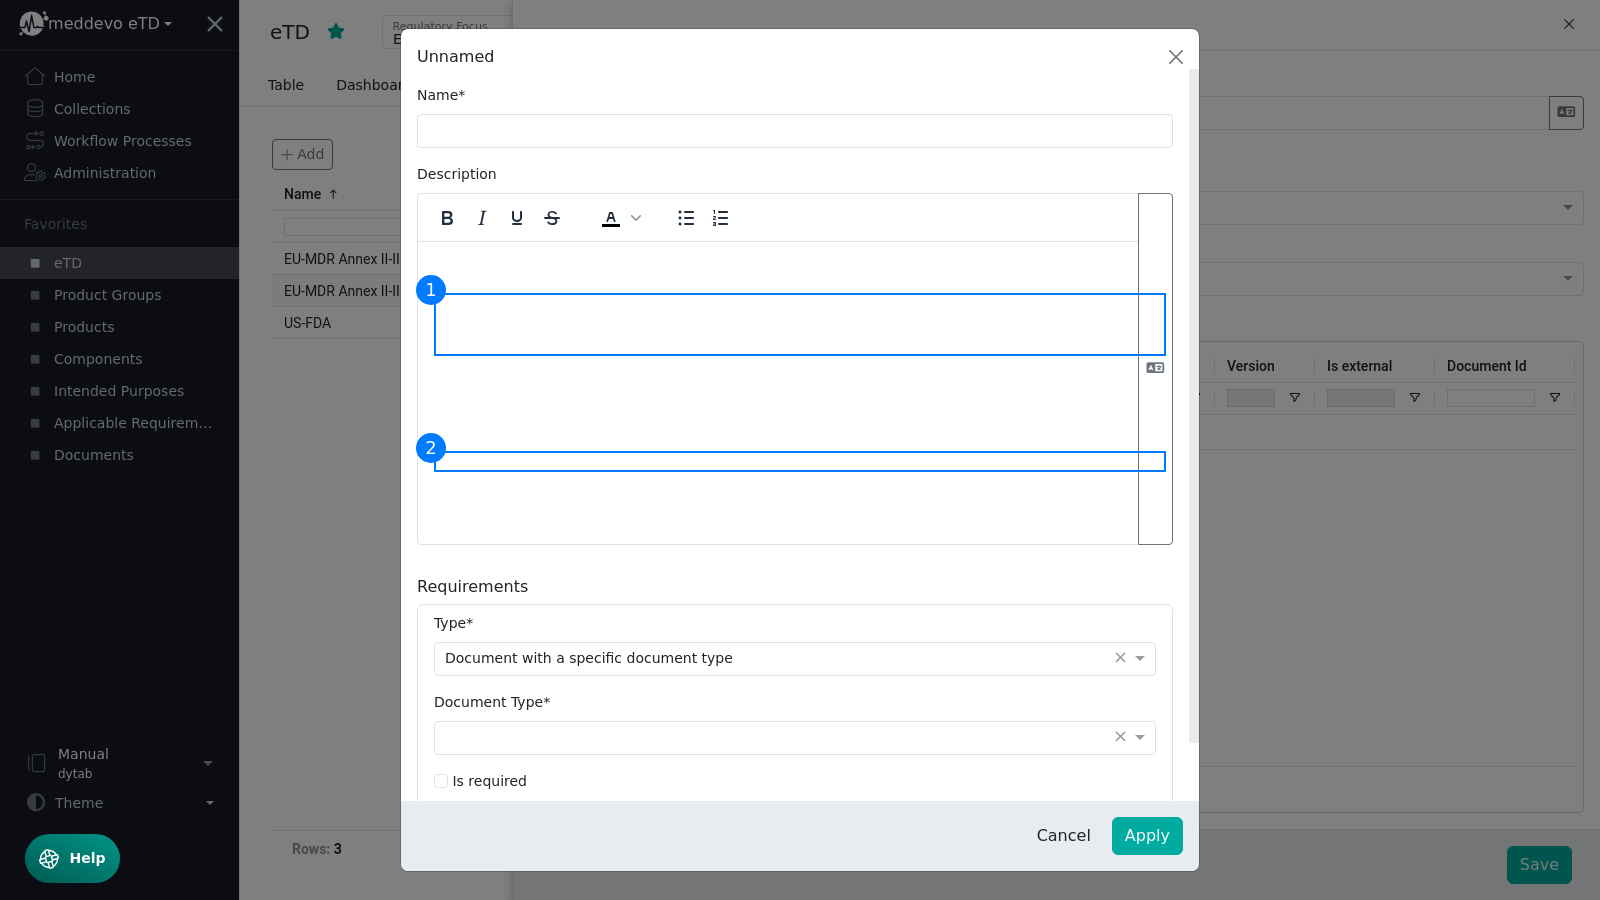 meddevo eTD
Home
Collections
Workflow Processes
Administration
Favorites
eTD
Product Groups
Products
Components
Intended Purposes
Applicable Requirem...
Documents
Manual
dytab
Theme
Help
eTD
Regulatory Focus
E
Table
Dashboar
Add
Name
EU-MDR Annex II-II
EU-MDR Annex II-II
US-FDA
Rows: 3
Unnamed
Name*
Description
B I U S A
1
2
Requirements
Type*
Document with a specific document type
Document Type*
Is required
Cancel
Apply
Version
Is external
Document Id
Save